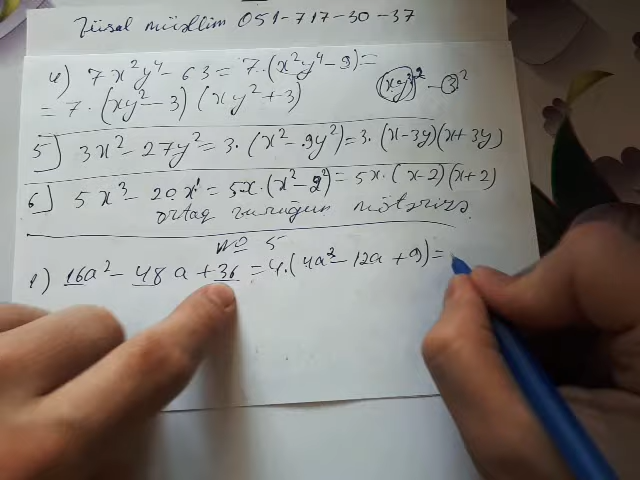 müəllim 051-717-30-37
4) 7x²y⁴ - 63 = 7·(x²y⁴ - 9) =
= 7·(xy² - 3)(xy² + 3) (xy²)² - 3²
5) 3x² - 27y² = 3·(x² - 9y²) = 3·(x - 3y)(x + 3y)
6) 5x³ - 20x = 5x·(x² - 2²) = 5x·(x - 2)(x + 2)
ortaq vuruğun mötərizə
№ 5
1) 16a² - 48a + 36 = 4·(4a² - 12a + 9) =